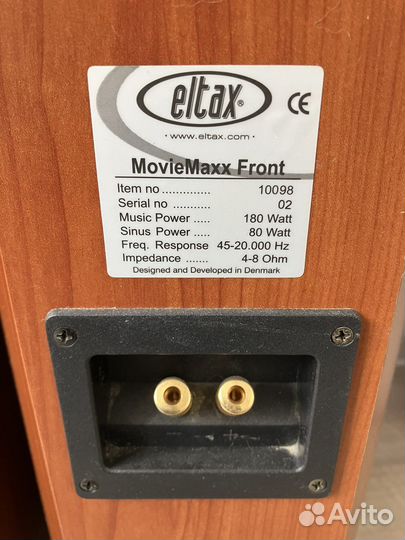 eltax®
CE
• www.eltax.com •
MovieMaxx Front
Item no .............. 10098
Serial no ........... 02
Music Power ..... 180 Watt
Sinus Power ..... 80 Watt
Freq. Response 45-20.000 Hz
Impedance ....... 4-8 Ohm
Designed and Developed in Denmark
- +
Avito